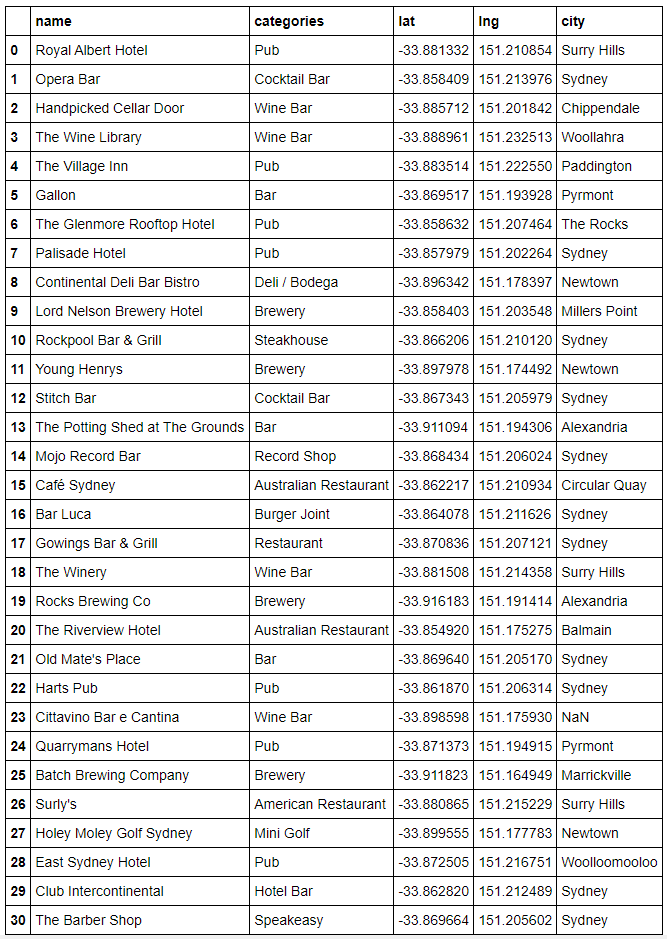 name categories lat lng city
0 Royal Albert Hotel Pub -33.881332 151.210854 Surry Hills
1 Opera Bar Cocktail Bar -33.858409 151.213976 Sydney
2 Handpicked Cellar Door Wine Bar -33.885712 151.201842 Chippendale
3 The Wine Library Wine Bar -33.888961 151.232513 Woollahra
4 The Village Inn Pub -33.883514 151.222550 Paddington
5 Gallon Bar -33.869517 151.193928 Pyrmont
6 The Glenmore Rooftop Hotel Pub -33.858632 151.207464 The Rocks
7 Palisade Hotel Pub -33.857979 151.202264 Sydney
8 Continental Deli Bar Bistro Deli / Bodega -33.896342 151.178397 Newtown
9 Lord Nelson Brewery Hotel Brewery -33.858403 151.203548 Millers Point
10 Rockpool Bar & Grill Steakhouse -33.866206 151.210120 Sydney
11 Young Henrys Brewery -33.897978 151.174492 Newtown
12 Stitch Bar Cocktail Bar -33.867343 151.205979 Sydney
13 The Potting Shed at The Grounds Bar -33.911094 151.194306 Alexandria
14 Mojo Record Bar Record Shop -33.868434 151.206024 Sydney
15 Café Sydney Australian Restaurant -33.862217 151.210934 Circular Quay
16 Bar Luca Burger Joint -33.864078 151.211626 Sydney
17 Gowings Bar & Grill Restaurant -33.870836 151.207121 Sydney
18 The Winery Wine Bar -33.881508 151.214358 Surry Hills
19 Rocks Brewing Co Brewery -33.916183 151.191414 Alexandria
20 The Riverview Hotel Australian Restaurant -33.854920 151.175275 Balmain
21 Old Mate's Place Bar -33.869640 151.205170 Sydney
22 Harts Pub Pub -33.861870 151.206314 Sydney
23 Cittavino Bar e Cantina Wine Bar -33.898598 151.175930 NaN
24 Quarrymans Hotel Pub -33.871373 151.194915 Pyrmont
25 Batch Brewing Company Brewery -33.911823 151.164949 Marrickville
26 Surly's American Restaurant -33.880865 151.215229 Surry Hills
27 Holey Moley Golf Sydney Mini Golf -33.899555 151.177783 Newtown
28 East Sydney Hotel Pub -33.872505 151.216751 Woolloomooloo
29 Club Intercontinental Hotel Bar -33.862820 151.212489 Sydney
30 The Barber Shop Speakeasy -33.869664 151.205602 Sydney